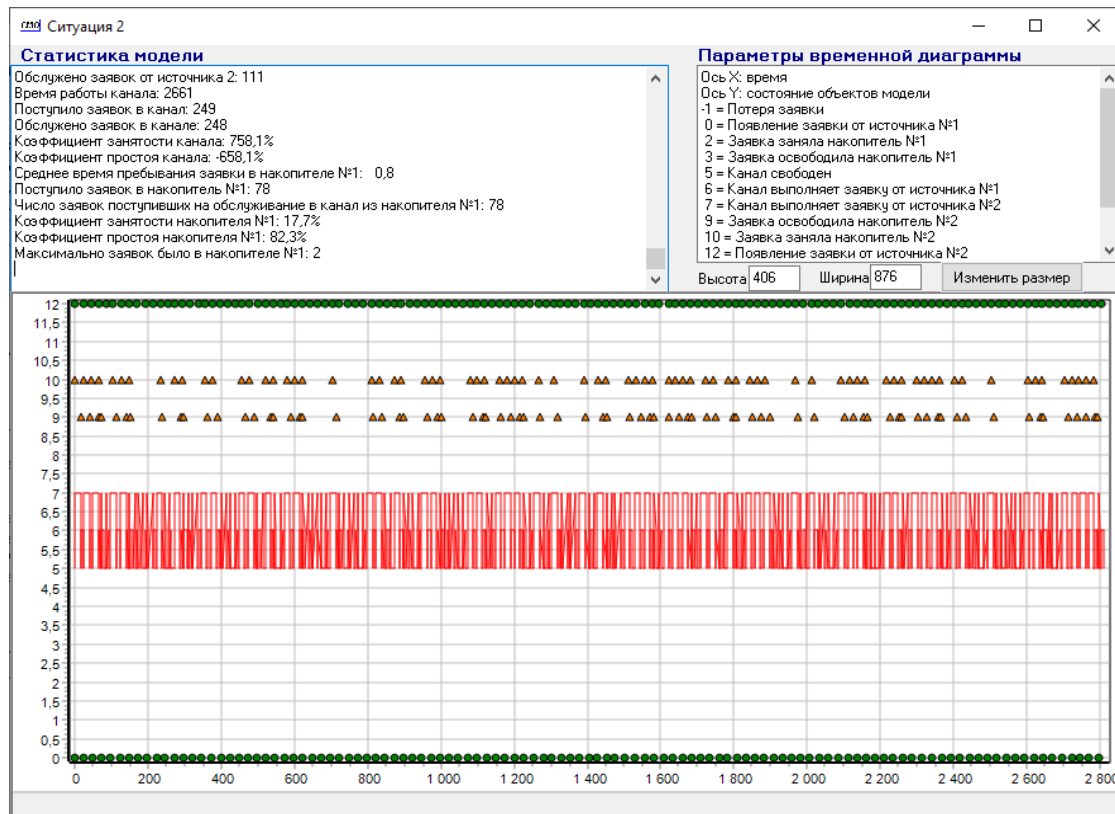 СМО Ситуация 2
Статистика модели
Обслужено заявок от источника 2: 111
Время работы канала: 2661
Поступило заявок в канал: 249
Обслужено заявок в канале: 248
Коэффициент занятости канала: 758,1%
Коэффициент простоя канала: -658,1%
Среднее время пребывания заявки в накопителе №1: 0,8
Поступило заявок в накопитель №1: 78
Число заявок поступивших на обслуживание в канал из накопителя №1: 78
Коэффициент занятости накопителя №1: 17,7%
Коэффициент простоя накопителя №1: 82,3%
Максимально заявок было в накопителе №1: 2
Параметры временной диаграммы
Ось X: время
Ось Y: состояние объектов модели
-1 = Потеря заявки
0 = Появление заявки от источника №1
2 = Заявка заняла накопитель №1
3 = Заявка освободила накопитель №1
5 = Канал свободен
6 = Канал выполняет заявку от источника №1
7 = Канал выполняет заявку от источника №2
9 = Заявка освободила накопитель №2
10 = Заявка заняла накопитель №2
12 = Появление заявки от источника №2
Высота 406 Ширина 876 Изменить размер
12
11,5
11
10,5
10
9,5
9
8,5
8
7,5
7
6,5
6
5,5
5
4,5
4
3,5
3
2,5
2
1,5
1
0,5
0
0 200 400 600 800 1 000 1 200 1 400 1 600 1 800 2 000 2 200 2 400 2 600 2 800